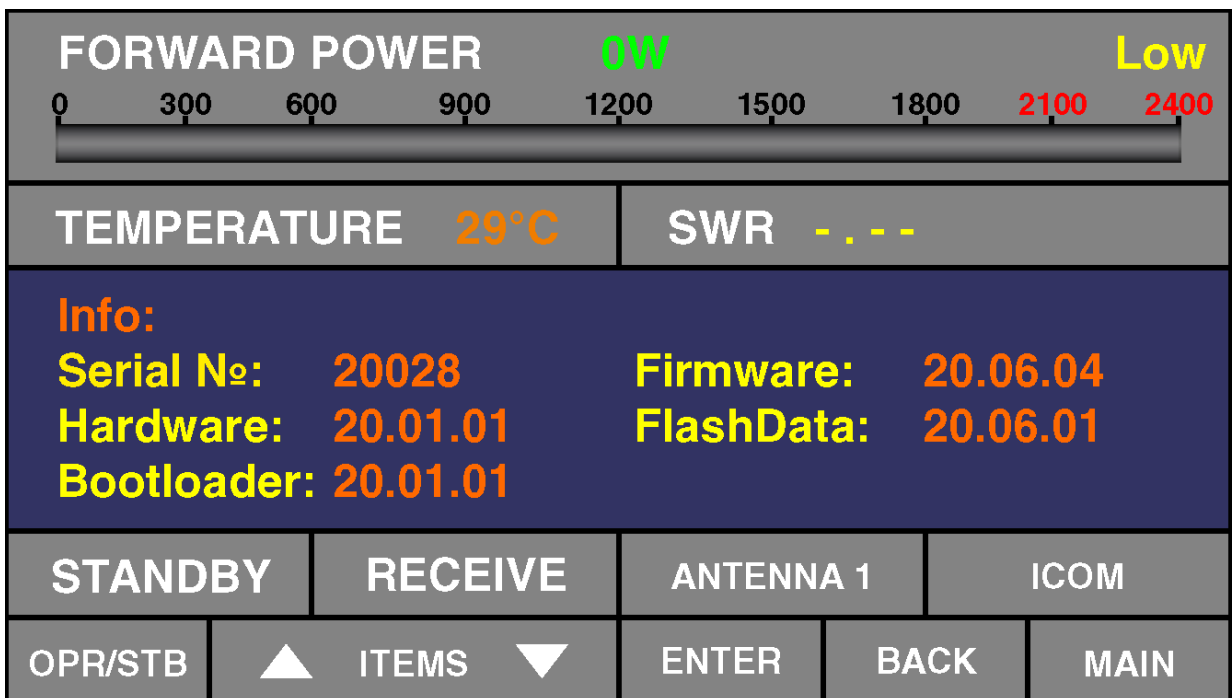 FORWARD POWER 0W Low
0 300 600 900 1200 1500 1800 2100 2400
TEMPERATURE 29°C SWR -.--
Info:
Serial №: 20028 Firmware: 20.06.04
Hardware: 20.01.01 FlashData: 20.06.01
Bootloader: 20.01.01
STANDBY RECEIVE ANTENNA 1 ICOM
OPR/STB ▲ ITEMS ▼ ENTER BACK MAIN